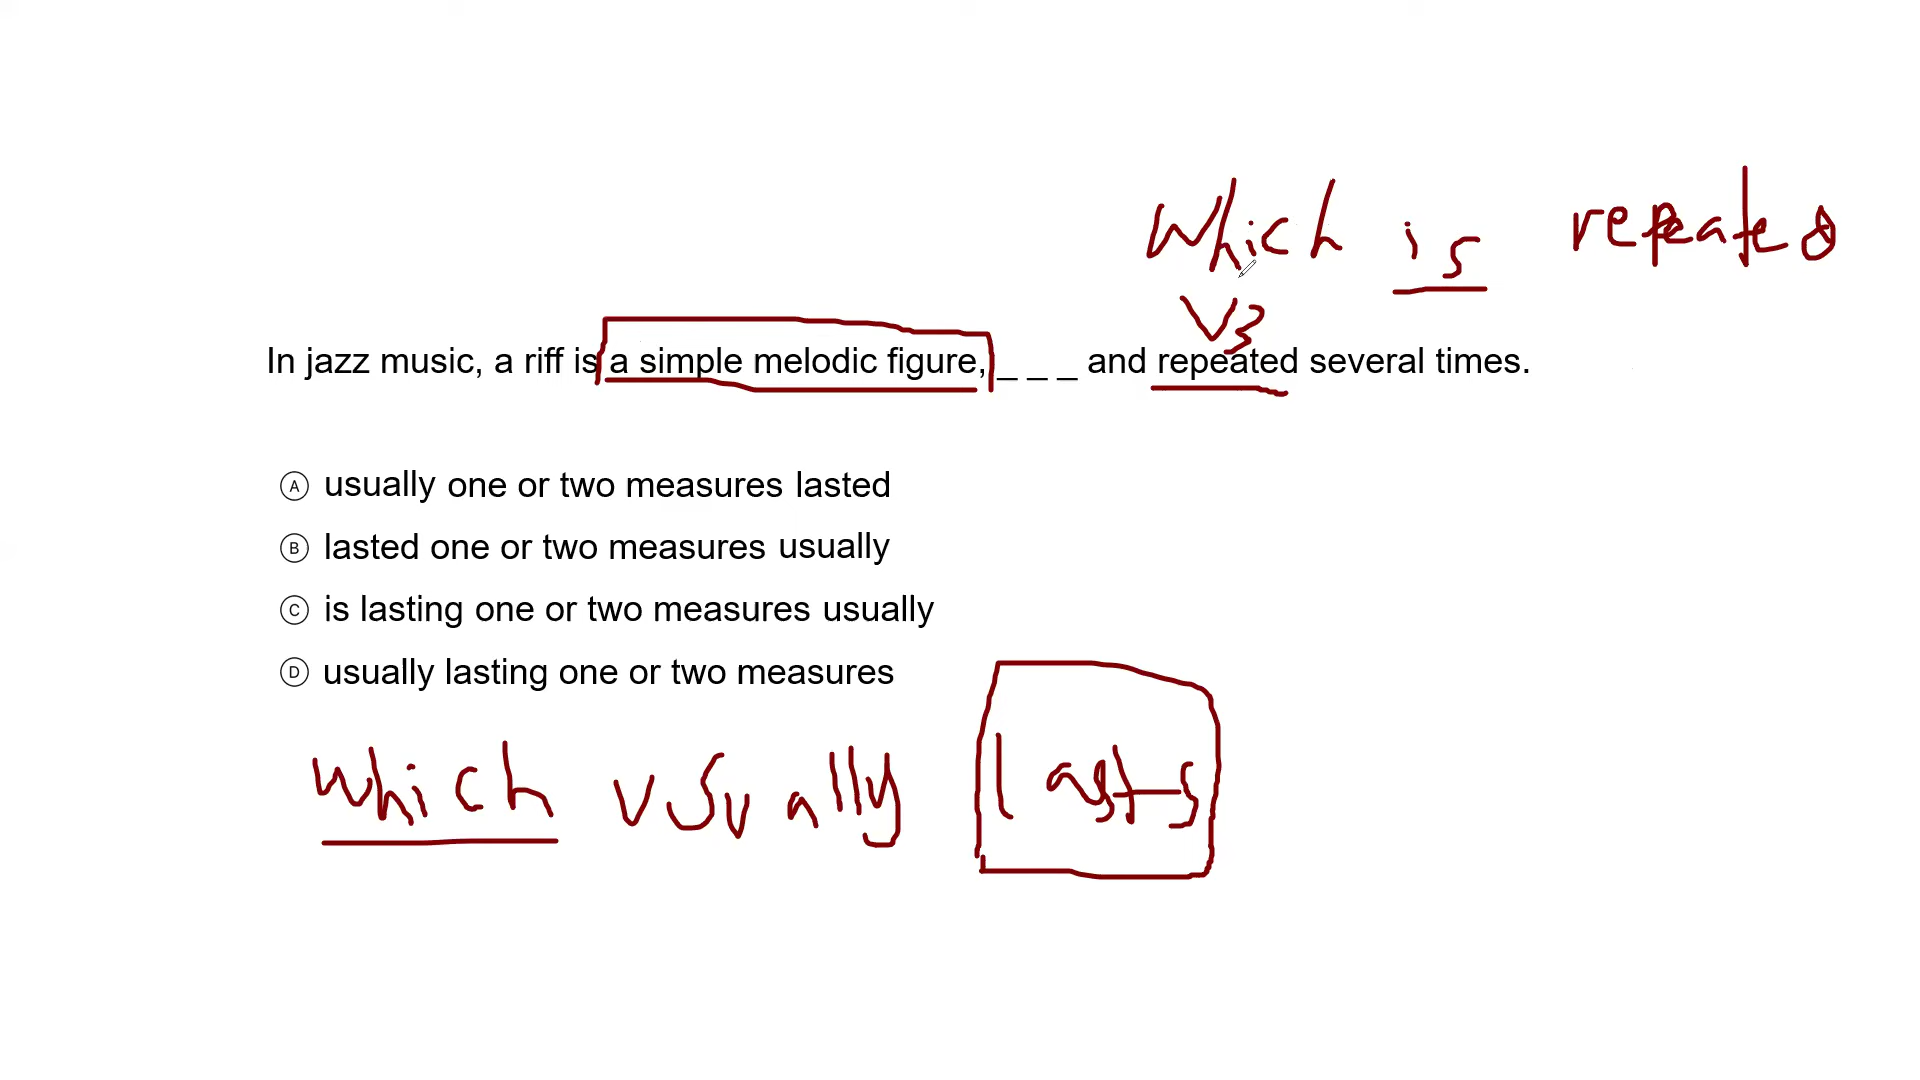 which is repeated
V3
In jazz music, a riff is a simple melodic figure, _ _ _ and repeated several times.
A usually one or two measures lasted
B lasted one or two measures usually
C is lasting one or two measures usually
D usually lasting one or two measures
which usually lasts